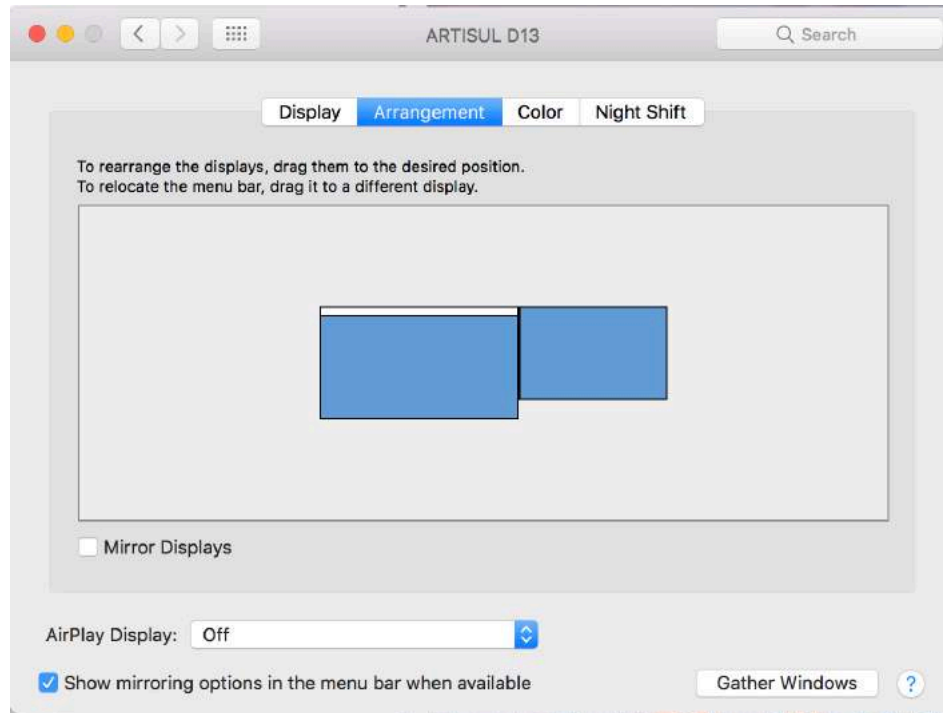 ARTISUL D13
Search
Display Arrangement Color Night Shift
To rearrange the displays, drag them to the desired position.
To relocate the menu bar, drag it to a different display.
Mirror Displays
AirPlay Display: Off
Show mirroring options in the menu bar when available
Gather Windows ?